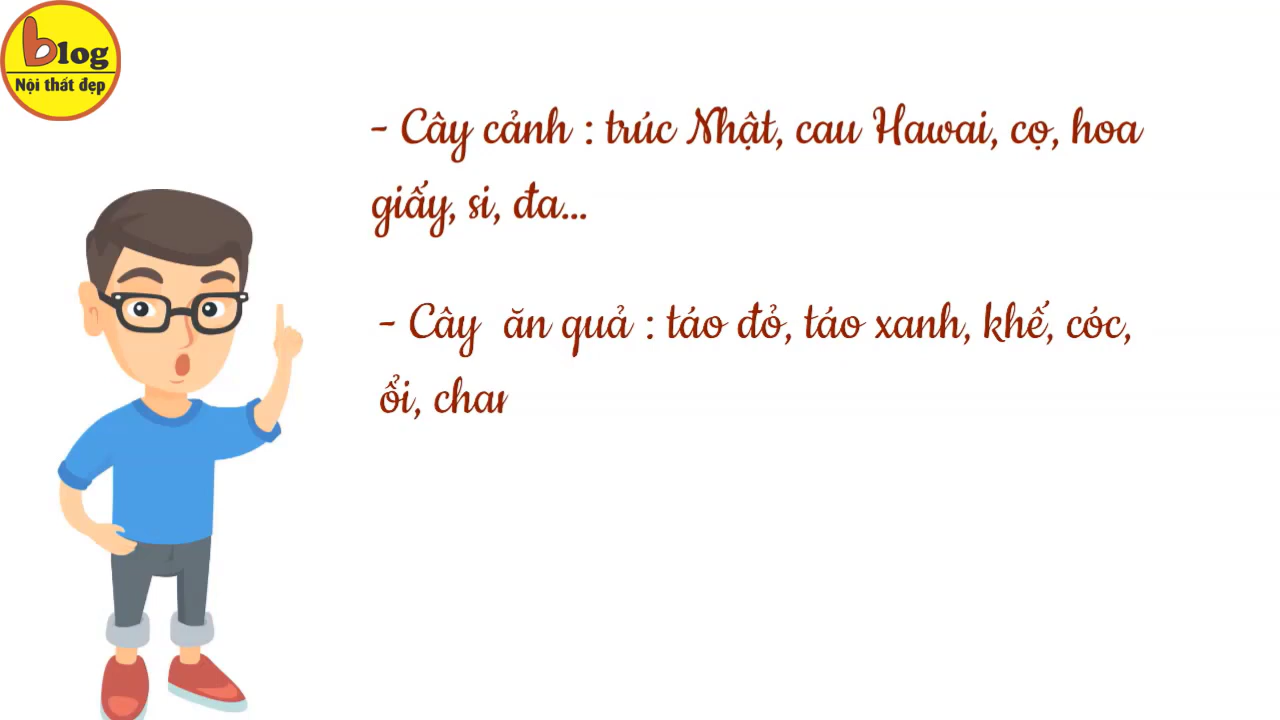 blog
Nội thất đẹp
- Cây cảnh : trúc Nhật, cau Hawai, cọ, hoa
giấy, si, đa...
- Cây ăn quả : táo đỏ, táo xanh, khế, cóc,
ổi,